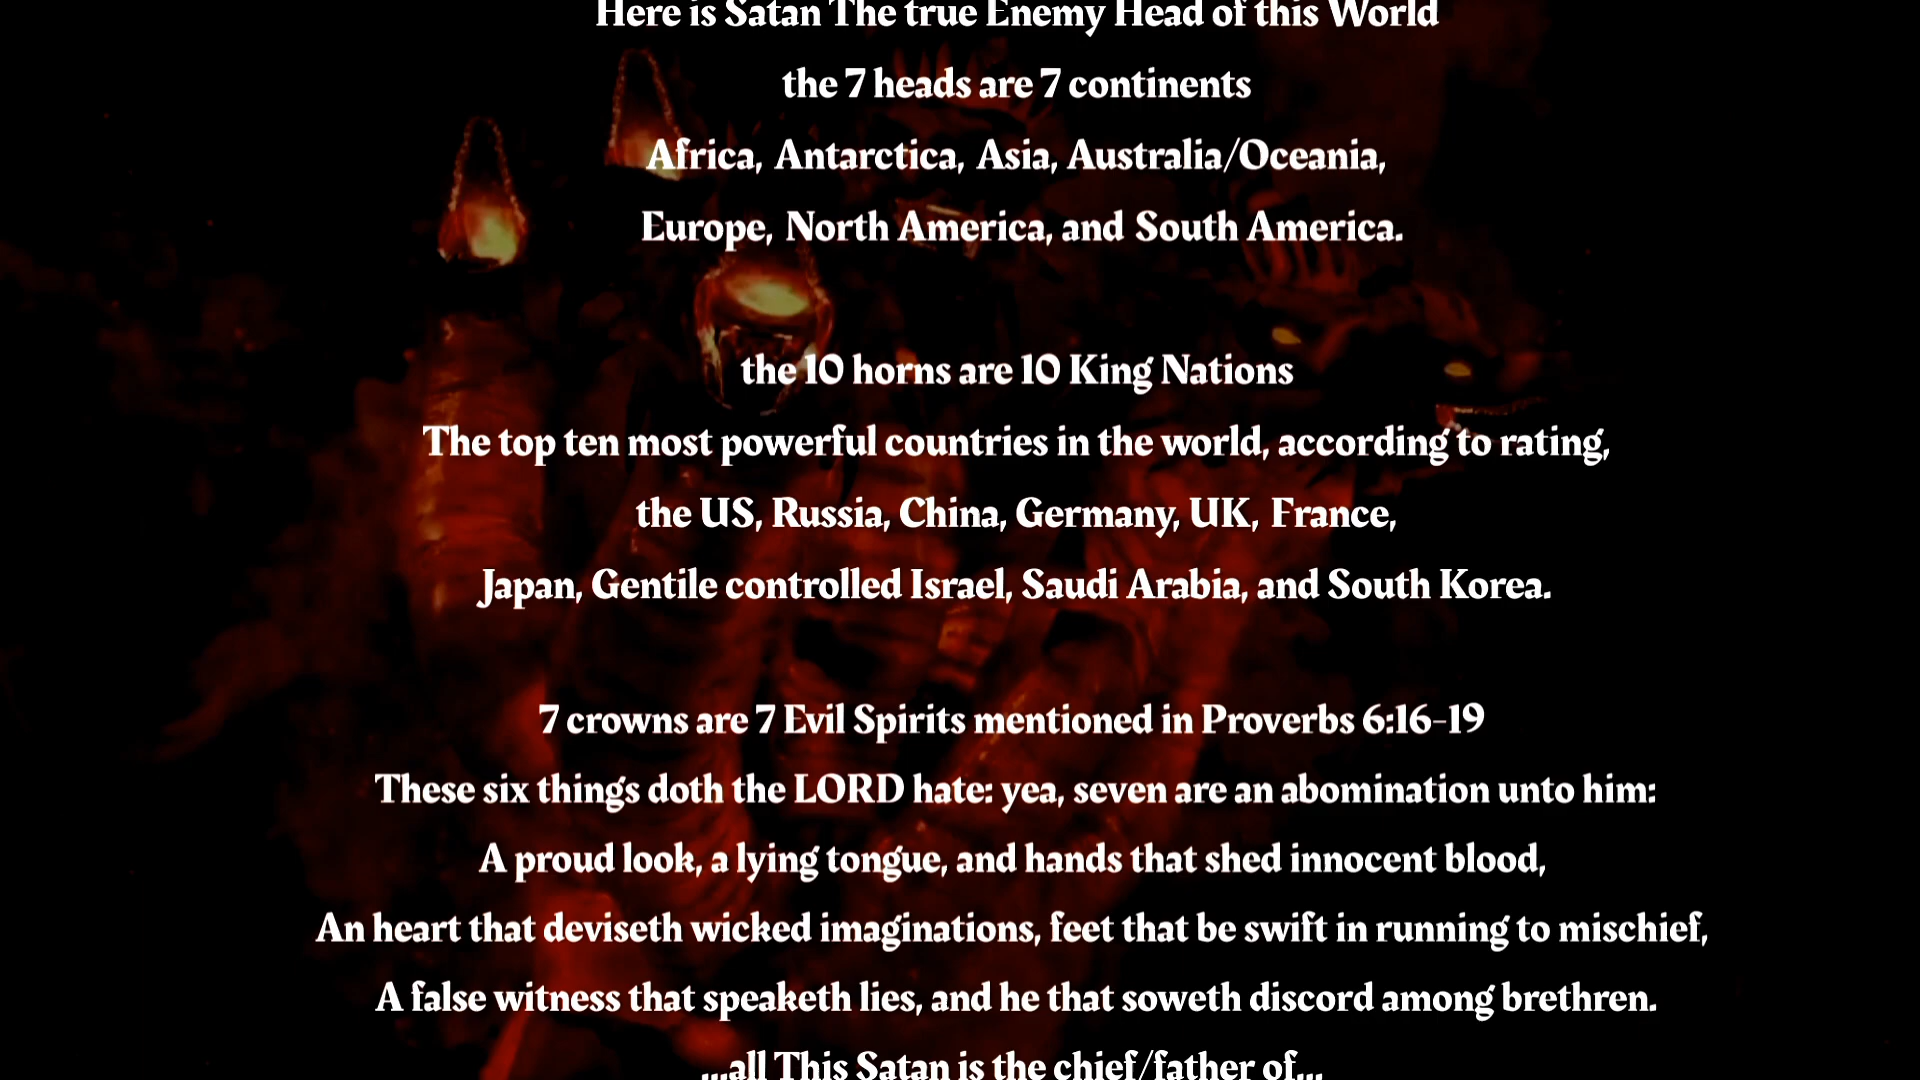 Here is Satan The true Enemy Head of this World
the 7 heads are 7 continents
Africa, Antarctica, Asia, Australia/Oceania,
Europe, North America, and South America.
the 10 horns are 10 King Nations
The top ten most powerful countries in the world, according to rating,
the US, Russia, China, Germany, UK, France,
Japan, Gentile controlled Israel, Saudi Arabia, and South Korea.
7 crowns are 7 Evil Spirits mentioned in Proverbs 6:16-19
These six things doth the LORD hate: yea, seven are an abomination unto him:
A proud look, a lying tongue, and hands that shed innocent blood,
An heart that deviseth wicked imaginations, feet that be swift in running to mischief,
A false witness that speaketh lies, and he that soweth discord among brethren.
...all This Satan is the chief/father of...